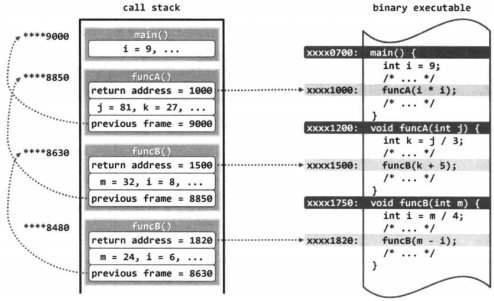 call stack
****9000
main()
i = 9, ...
****8850
funcA()
return address = 1000
j = 81, k = 27, ...
previous frame = 9000
****8630
funcB()
return address = 1500
m = 32, i = 8, ...
previous frame = 8850
****8480
funcB()
return address = 1820
m = 24, i = 6, ...
previous frame = 8630
binary executable
xxxx0700: main() {
int i = 9;
/* ... */
xxxx1000: funcA(i * i);
/* ... */
}
xxxx1200: void funcA(int j) {
int k = j / 3;
/* ... */
xxxx1500: funcB(k + 5);
/* ... */
}
xxxx1750: void funcB(int m) {
int i = m / 4;
/* ... */
xxxx1820: funcB(m - i);
/* ... */
}